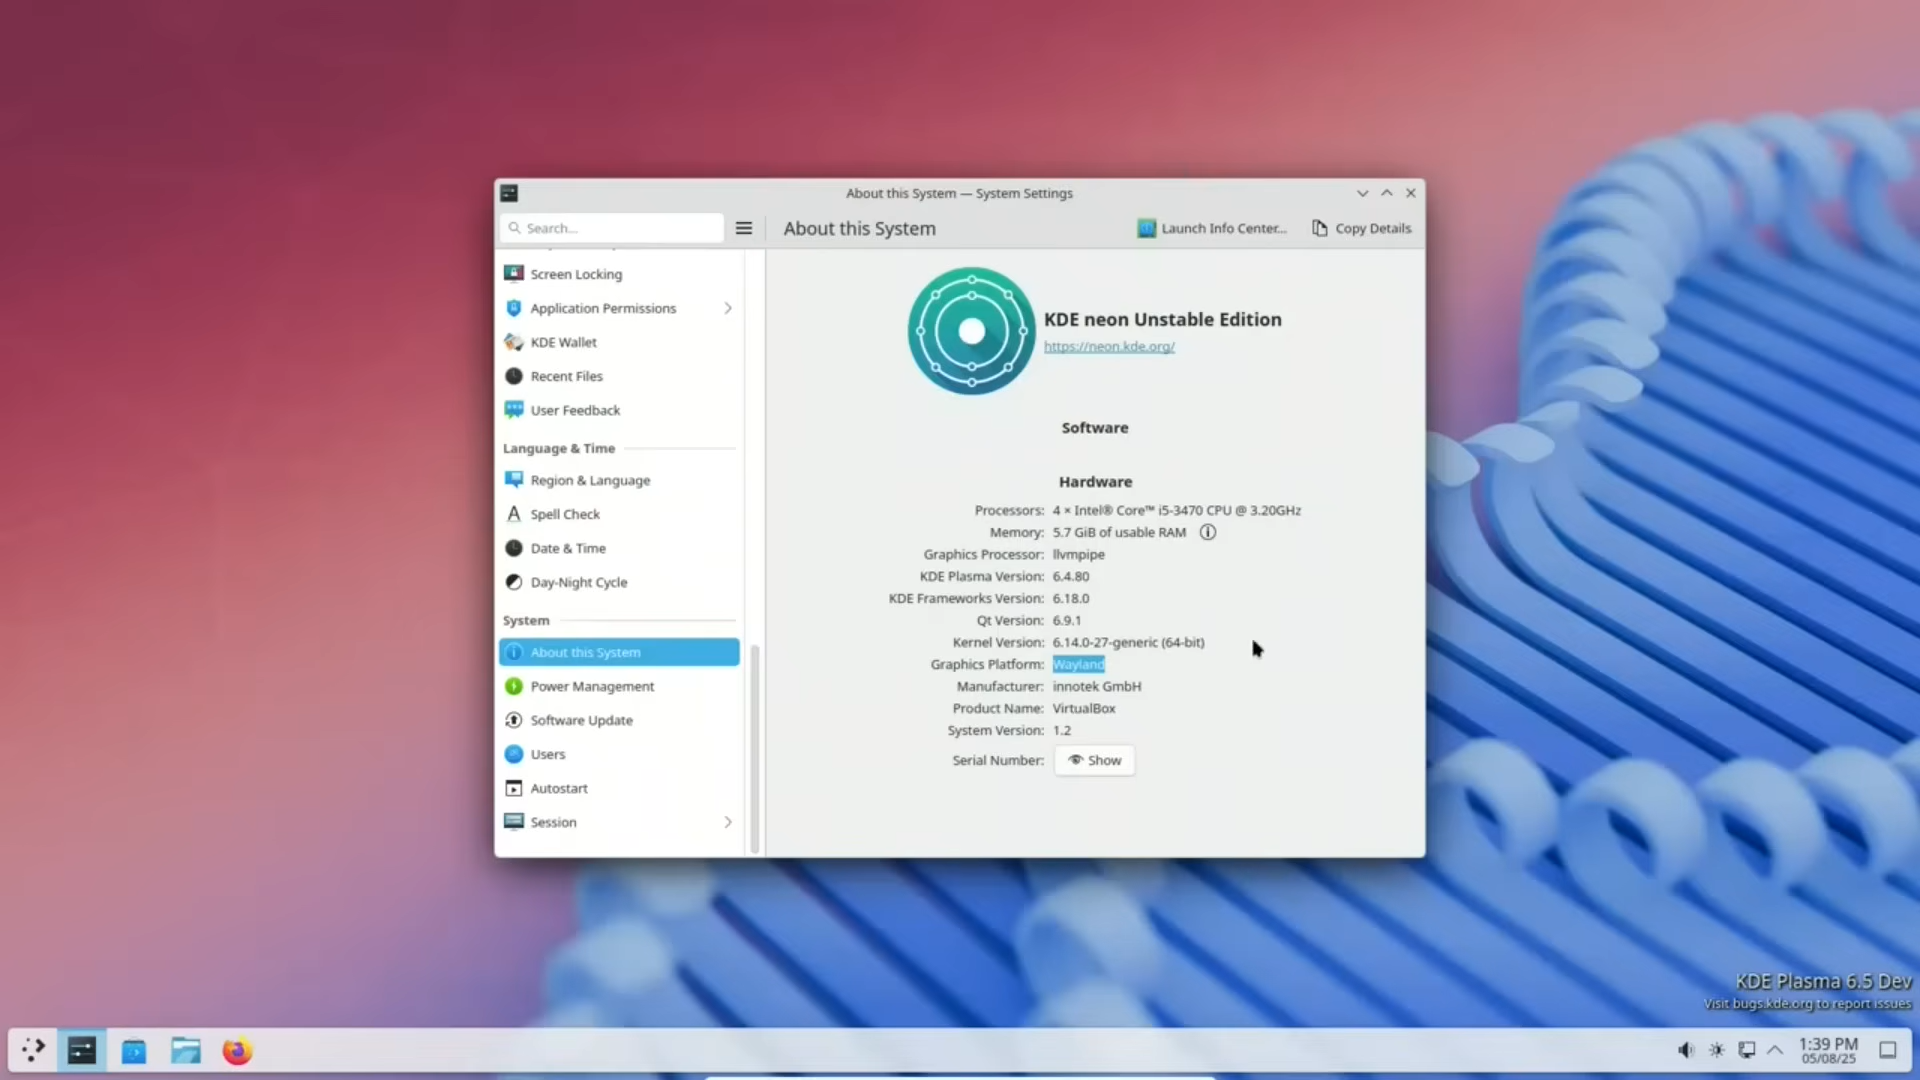 About this System — System Settings
Search...
About this System
Launch Info Center...
Copy Details
Screen Locking
Application Permissions
KDE Wallet
Recent Files
User Feedback
Language & Time
Region & Language
Spell Check
Date & Time
Day-Night Cycle
System
About this System
Power Management
Software Update
Users
Autostart
Session
KDE neon Unstable Edition
https://neon.kde.org/
Software
Hardware
Processors: 4 × Intel® Core™ i5-3470 CPU @ 3.20GHz
Memory: 5.7 GiB of usable RAM
Graphics Processor: llvmpipe
KDE Plasma Version: 6.4.80
KDE Frameworks Version: 6.18.0
Qt Version: 6.9.1
Kernel Version: 6.14.0-27-generic (64-bit)
Graphics Platform: Wayland
Manufacturer: innotek GmbH
Product Name: VirtualBox
System Version: 1.2
Serial Number: Show
KDE Plasma 6.5 Dev
Visit bugs.kde.org to report issues
1:39 PM
05/08/25